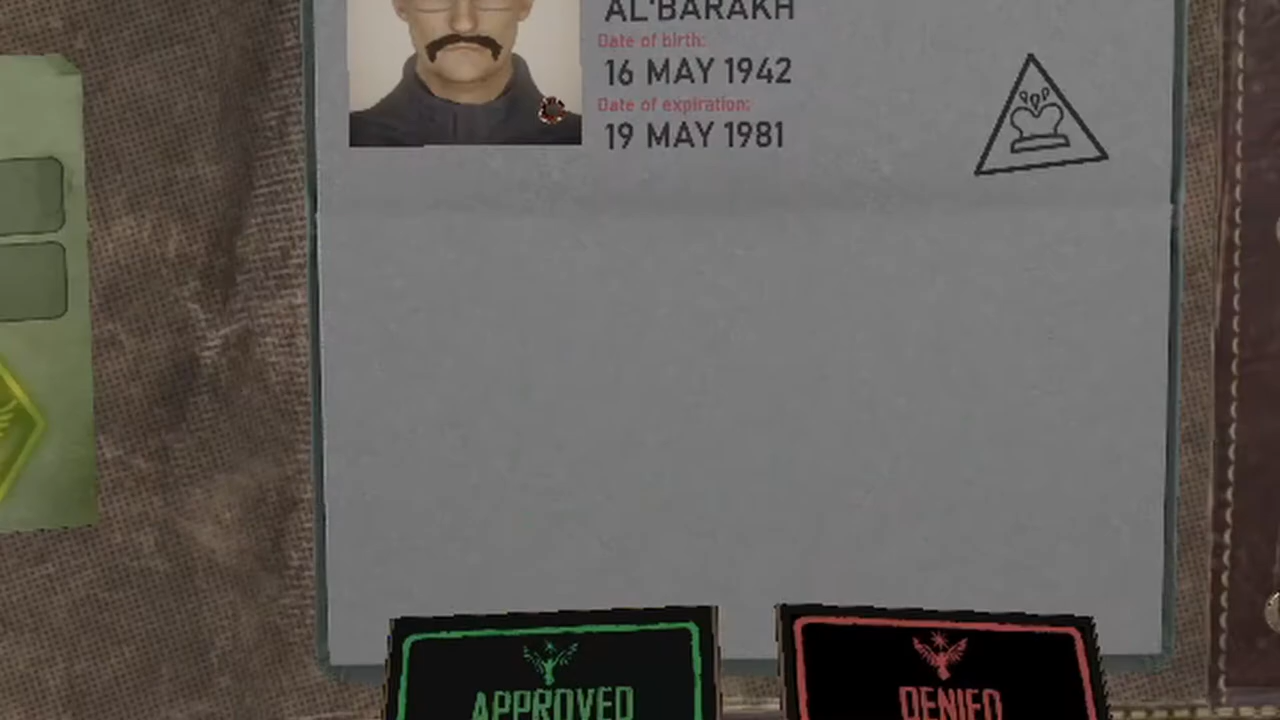 AL'BARAKH
Date of birth:
16 MAY 1942
Date of expiration:
19 MAY 1981
APPROVED
DENIED